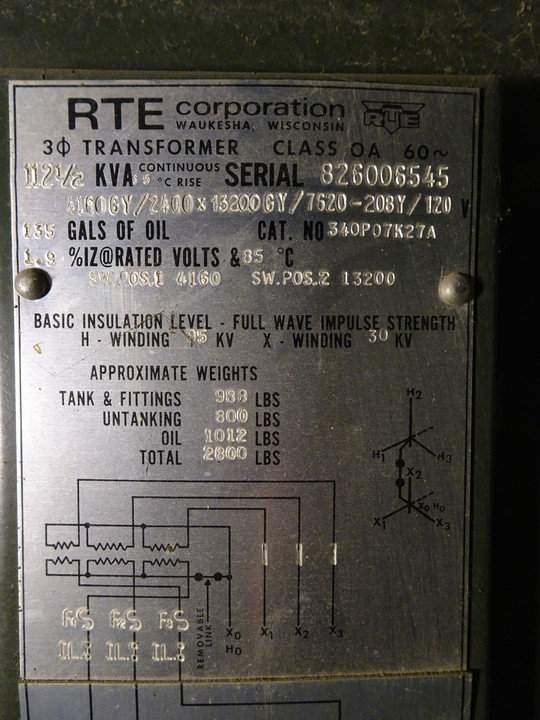 RTE corporation RTE
WAUKESHA, WISCONSIN
3Φ TRANSFORMER CLASS OA 60~
112½ KVA CONTINUOUS °C RISE SERIAL 826006545
4160GY/2400 x 13200GY/7620-208Y/120 V
135 GALS OF OIL CAT. NO 340P07K27A
1.9 %IZ@RATED VOLTS & 85 °C
SW.POS.1 4160 SW.POS.2 13200
BASIC INSULATION LEVEL - FULL WAVE IMPULSE STRENGTH
H - WINDING 95 KV X - WINDING 30 KV
APPROXIMATE WEIGHTS
TANK & FITTINGS 988 LBS
UNTANKING 800 LBS
OIL 1012 LBS
TOTAL 2800 LBS
H2
H1 H3
X2
X0 H0
X1 X3
REMOVABLE LINK
X0 X1 X2 X3
H0